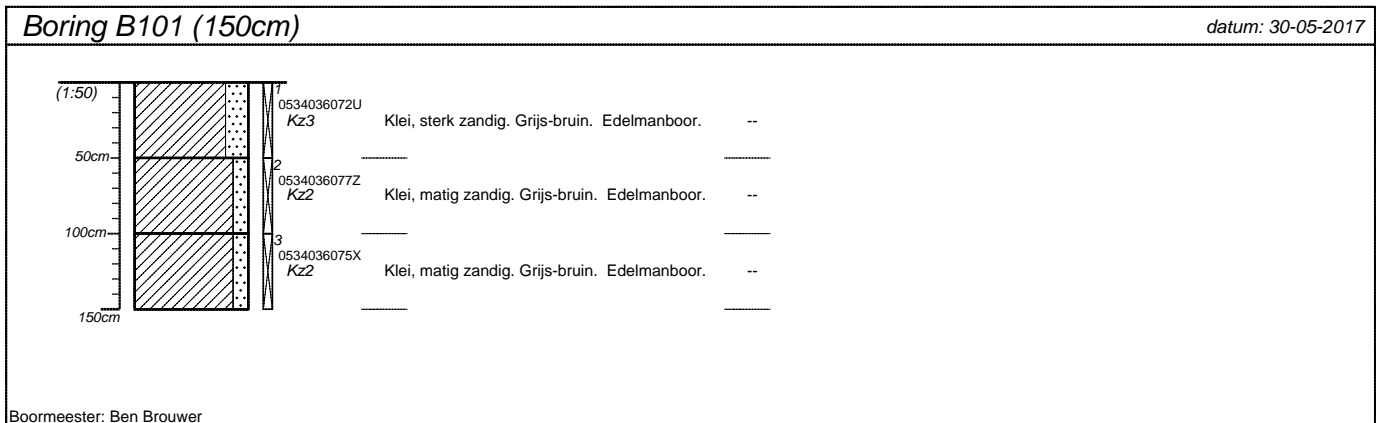 Boring B101 (150cm) datum: 30-05-2017
(1:50) 1
0534036072U
Kz3 Klei, sterk zandig. Grijs-bruin. Edelmanboor. --
50cm
2
0534036077Z
Kz2 Klei, matig zandig. Grijs-bruin. Edelmanboor. --
100cm
3
0534036075X
Kz2 Klei, matig zandig. Grijs-bruin. Edelmanboor. --
150cm
Boormeester: Ben Brouwer